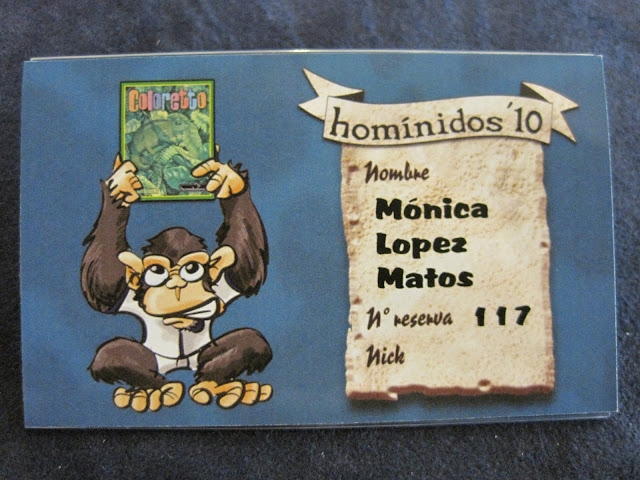 Coloretto
homínidos'10
Nombre
Mónica
Lopez
Matos
Nº reserva 117
Nick